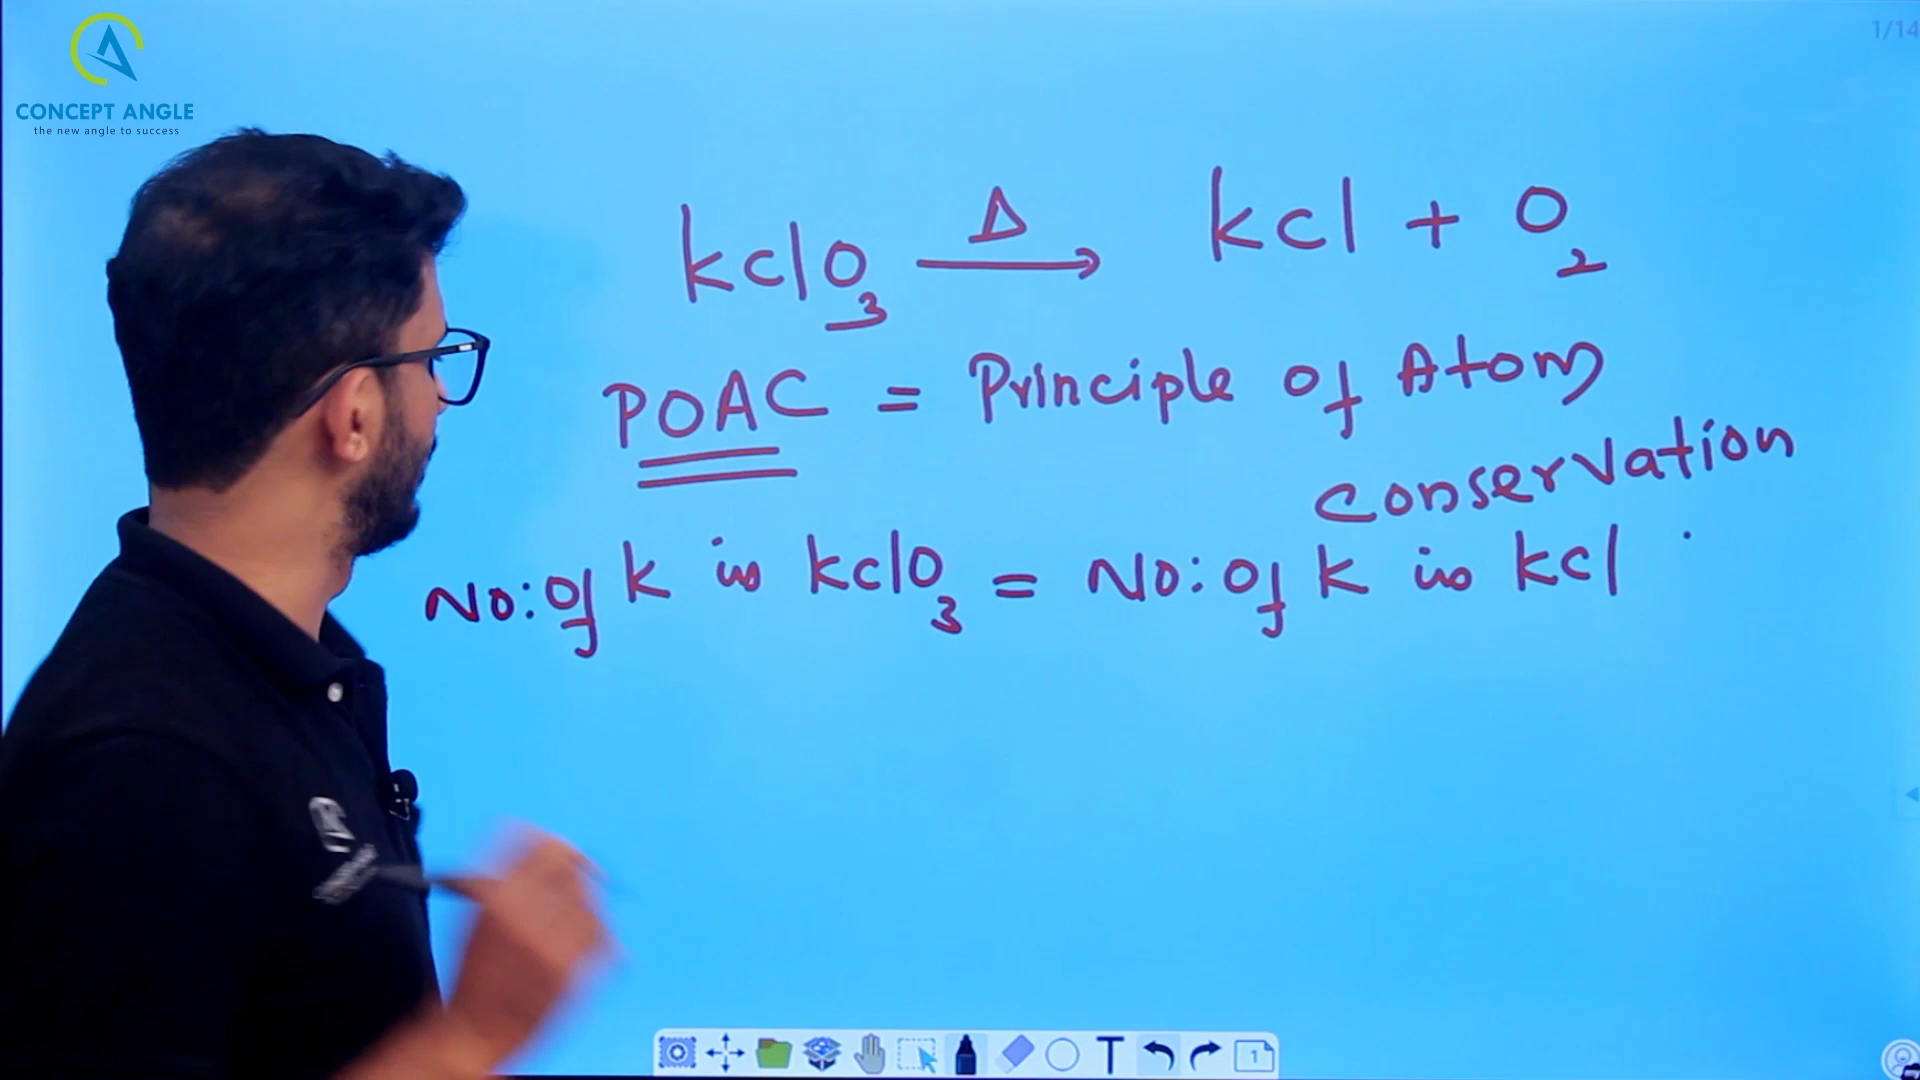 CONCEPT ANGLE
the new angle to success
1/14
kclO3 Δ→ kcl + O2
POAC = Principle of Atom
conservation
No: of k in kclO3 = No: of k in kcl
T
1